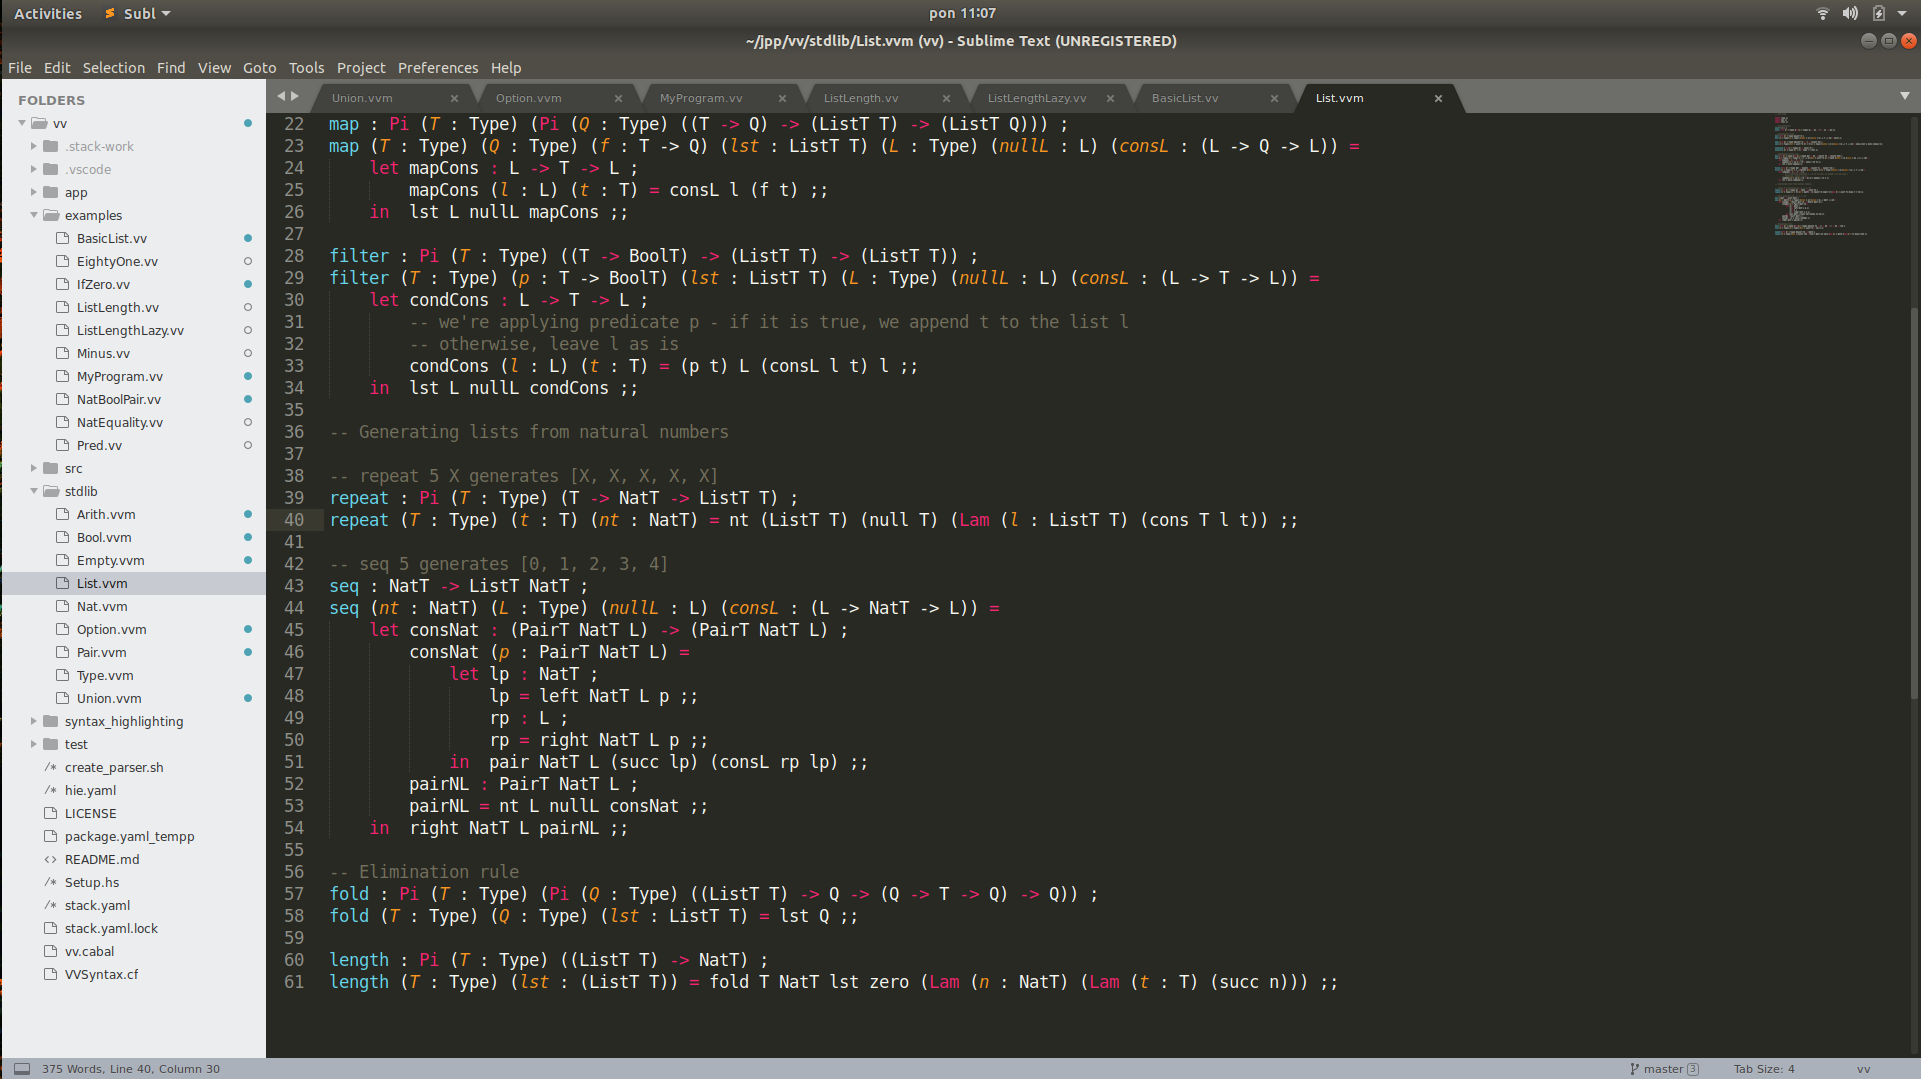 Activities Subl pon 11:07
~/jpp/vv/stdlib/List.vvm (vv) - Sublime Text (UNREGISTERED)
File Edit Selection Find View Goto Tools Project Preferences Help
FOLDERS
vv
.stack-work
.vscode
app
examples
BasicList.vv
EightyOne.vv
IfZero.vv
ListLength.vv
ListLengthLazy.vv
Minus.vv
MyProgram.vv
NatBoolPair.vv
NatEquality.vv
Pred.vv
src
stdlib
Arith.vvm
Bool.vvm
Empty.vvm
List.vvm
Nat.vvm
Option.vvm
Pair.vvm
Type.vvm
Union.vvm
syntax_highlighting
test
/* create_parser.sh
/* hie.yaml
LICENSE
package.yaml_tempp
<> README.md
/* Setup.hs
/* stack.yaml
stack.yaml.lock
vv.cabal
VVSyntax.cf
Union.vvm × Option.vvm × MyProgram.vv × ListLength.vv × ListLengthLazy.vv × BasicList.vv × List.vvm ×
22 map : Pi (T : Type) (Pi (Q : Type) ((T -> Q) -> (ListT T) -> (ListT Q))) ;
23 map (T : Type) (Q : Type) (f : T -> Q) (lst : ListT T) (L : Type) (nullL : L) (consL : (L -> Q -> L)) =
24     let mapCons : L -> T -> L ;
25         mapCons (l : L) (t : T) = consL l (f t) ;;
26     in  lst L nullL mapCons ;;
27
28 filter : Pi (T : Type) ((T -> BoolT) -> (ListT T) -> (ListT T)) ;
29 filter (T : Type) (p : T -> BoolT) (lst : ListT T) (L : Type) (nullL : L) (consL : (L -> T -> L)) =
30     let condCons : L -> T -> L ;
31         -- we're applying predicate p - if it is true, we append t to the list l
32         -- otherwise, leave l as is
33         condCons (l : L) (t : T) = (p t) L (consL l t) l ;;
34     in  lst L nullL condCons ;;
35
36 -- Generating lists from natural numbers
37
38 -- repeat 5 X generates [X, X, X, X, X]
39 repeat : Pi (T : Type) (T -> NatT -> ListT T) ;
40 repeat (T : Type) (t : T) (nt : NatT) = nt (ListT T) (null T) (Lam (l : ListT T) (cons T l t)) ;;
41
42 -- seq 5 generates [0, 1, 2, 3, 4]
43 seq : NatT -> ListT NatT ;
44 seq (nt : NatT) (L : Type) (nullL : L) (consL : (L -> NatT -> L)) =
45     let consNat : (PairT NatT L) -> (PairT NatT L) ;
46         consNat (p : PairT NatT L) =
47             let lp : NatT ;
48                 lp = left NatT L p ;;
49                 rp : L ;
50                 rp = right NatT L p ;;
51             in  pair NatT L (succ lp) (consL rp lp) ;;
52         pairNL : PairT NatT L ;
53         pairNL = nt L nullL consNat ;;
54     in  right NatT L pairNL ;;
55
56 -- Elimination rule
57 fold : Pi (T : Type) (Pi (Q : Type) ((ListT T) -> Q -> (Q -> T -> Q) -> Q)) ;
58 fold (T : Type) (Q : Type) (lst : ListT T) = lst Q ;;
59
60 length : Pi (T : Type) ((ListT T) -> NatT) ;
61 length (T : Type) (lst : (ListT T)) = fold T NatT lst zero (Lam (n : NatT) (Lam (t : T) (succ n))) ;;
375 Words, Line 40, Column 30 master 3 Tab Size: 4 vv